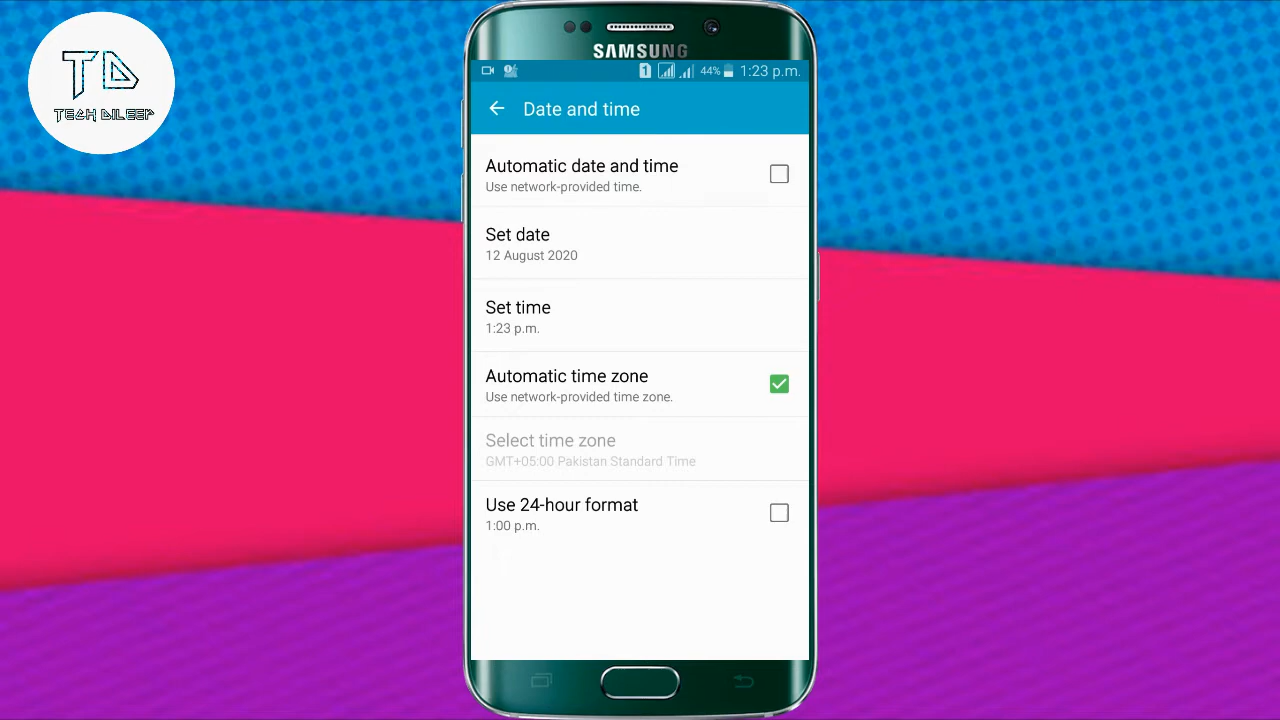 TD
TECH DILEEP
SAMSUNG
1 44% 1:23 p.m.
Date and time
Automatic date and time
Use network-provided time.
Set date
12 August 2020
Set time
1:23 p.m.
Automatic time zone
Use network-provided time zone.
Select time zone
GMT+05:00 Pakistan Standard Time
Use 24-hour format
1:00 p.m.